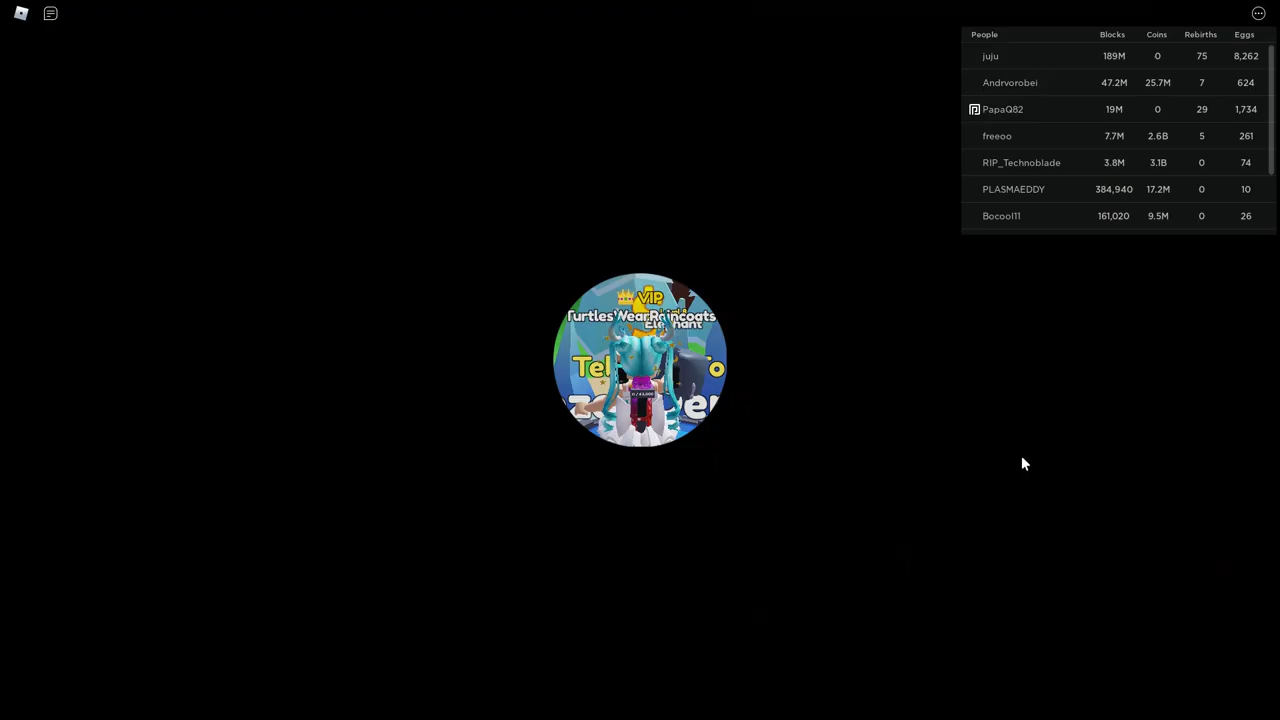 People Blocks Coins Rebirths Eggs
juju 189M 0 75 8,262
Andrvorobei 47.2M 25.7M 7 624
PapaQ82 19M 0 29 1,734
freeoo 7.7M 2.6B 5 261
RIP_Technoblade 3.8M 3.1B 0 74
PLASMAEDDY 384,940 17.2M 0 10
Bocool11 161,020 9.5M 0 26
VIP
TurtlesWearRaincoats
Elephant